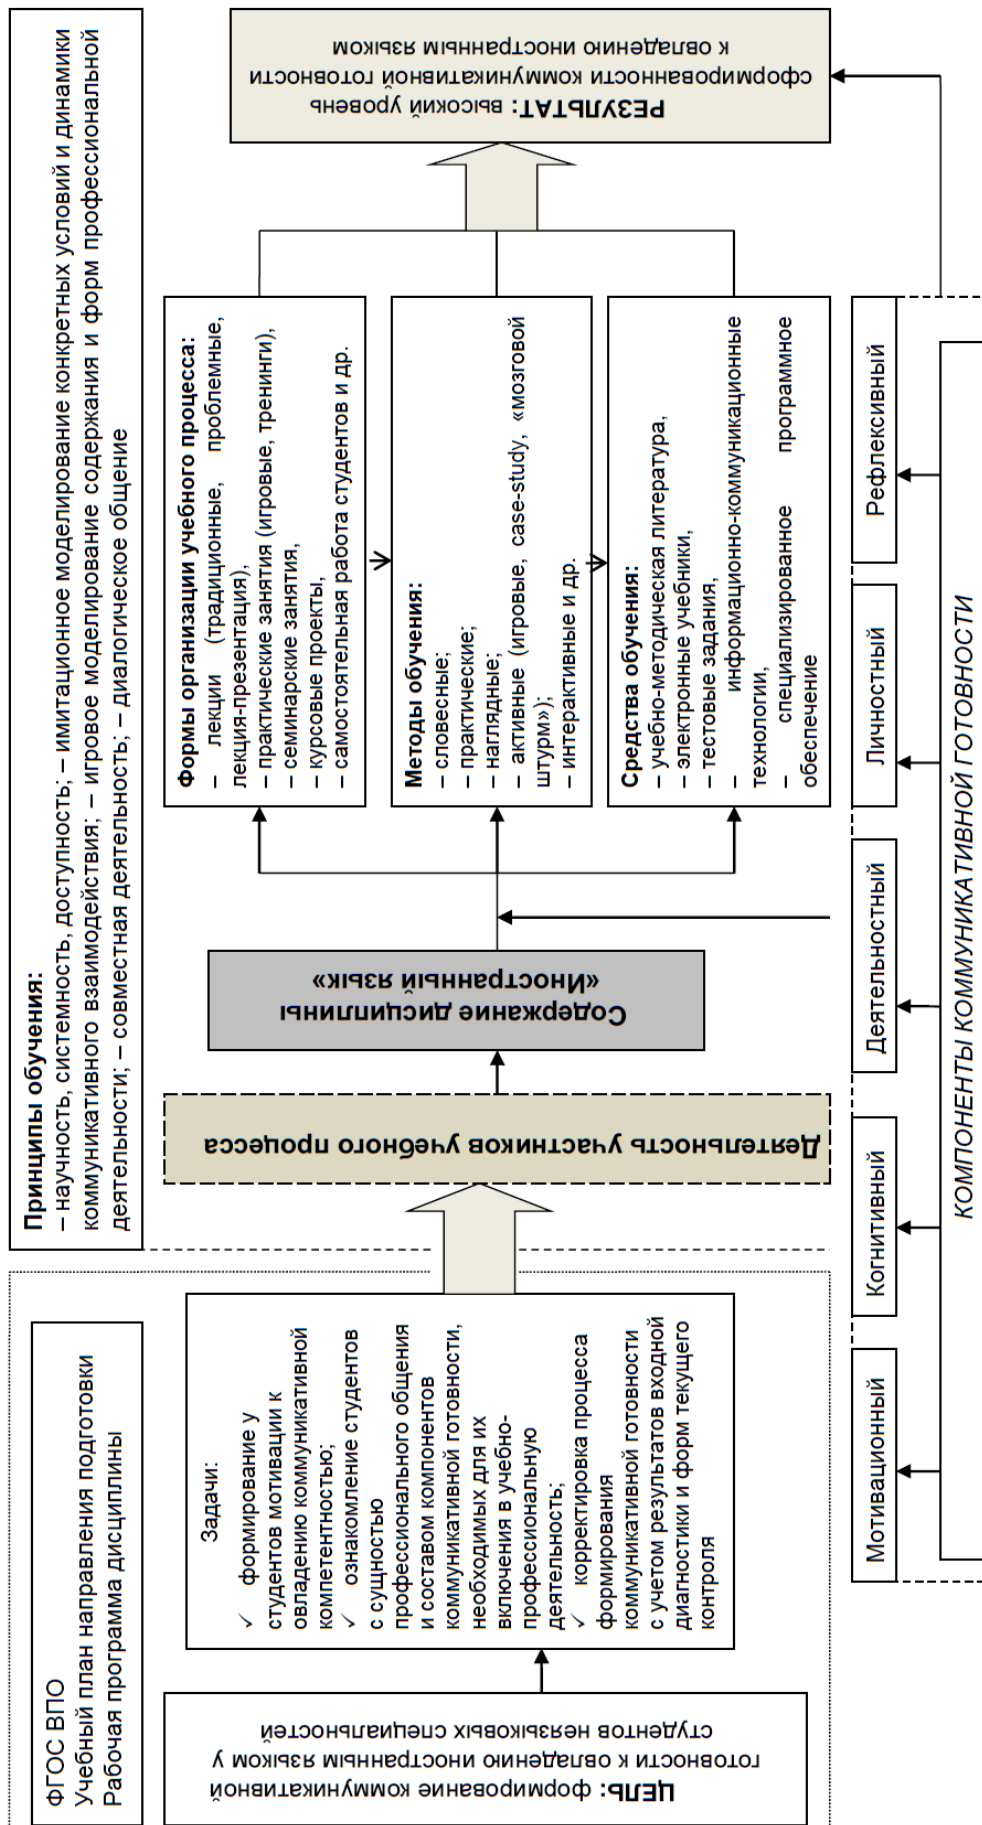 Принципы обучения:
– научность, системность, доступность; – имитационное моделирование конкретных условий и динамики
коммуникативного взаимодействия; – игровое моделирование содержания и форм профессиональной
деятельности; – совместная деятельность; – диалогическое общение
ФГОС ВПО
Учебный план направления подготовки
Рабочая программа дисциплины
ЦЕЛЬ: формирование коммуникативной
готовности к овладению иностранным языком у
студентов неязыковых специальностей
Задачи:
✓ формирование у
студентов мотивации к
овладению коммуникативной
компетентностью;
✓ ознакомление студентов
с сущностью
профессионального общения
и составом компонентов
коммуникативной готовности,
необходимых для их
включения в учебно-
профессиональную
деятельность;
✓ корректировка процесса
формирования
коммуникативной готовности
с учетом результатов входной
диагностики и форм текущего
контроля
Деятельность участников учебного процесса
Содержание дисциплины
«Иностранный язык»
Формы организации учебного процесса:
– лекции (традиционные, проблемные,
лекция-презентация),
– практические занятия (игровые, тренинги),
– семинарские занятия,
– курсовые проекты,
– самостоятельная работа студентов и др.
Методы обучения:
– словесные;
– практические;
– наглядные;
– активные (игровые, case-study, «мозговой
штурм»);
– интерактивные и др.
Средства обучения:
– учебно-методическая литература,
– электронные учебники,
– тестовые задания,
– информационно-коммуникационные
технологии,
– специализированное программное
обеспечение
РЕЗУЛЬТАТ: высокий уровень
сформированности коммуникативной готовности
к овладению иностранным языком
Мотивационный
Когнитивный
Деятельностный
Личностный
Рефлексивный
КОМПОНЕНТЫ КОММУНИКАТИВНОЙ ГОТОВНОСТИ